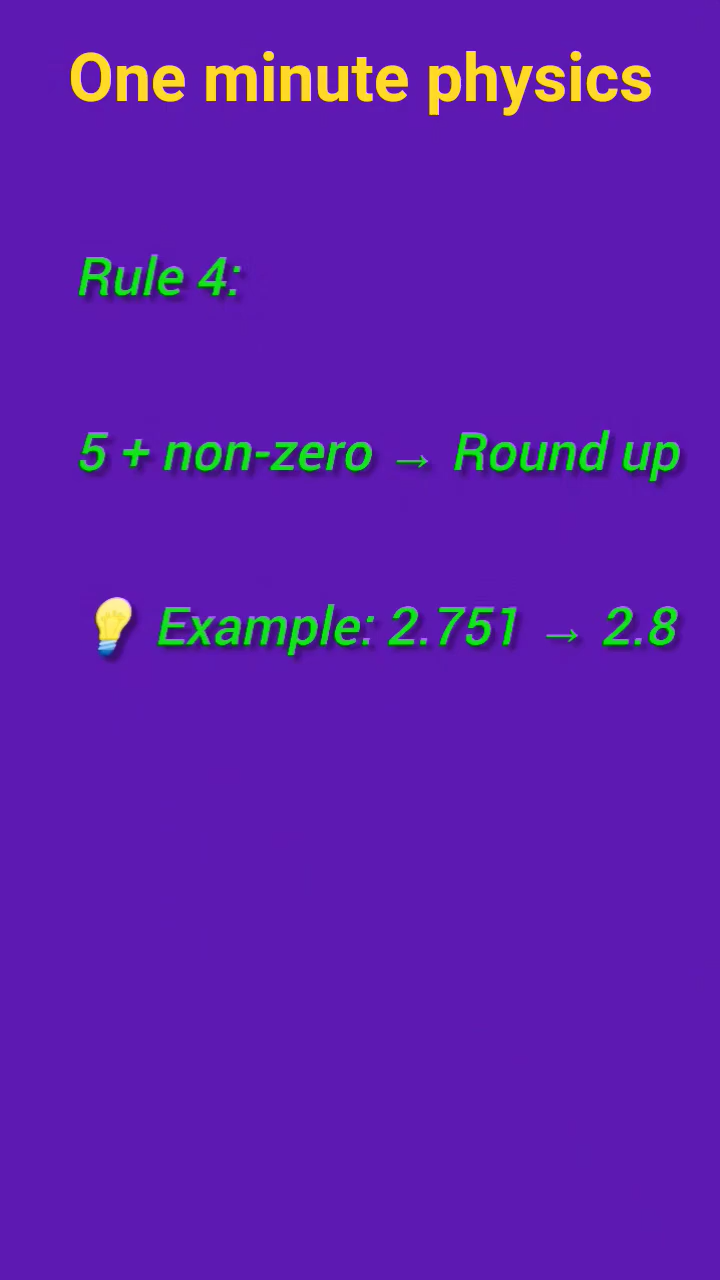 One minute physics
Rule 4:
5 + non-zero → Round up
💡 Example: 2.751 → 2.8